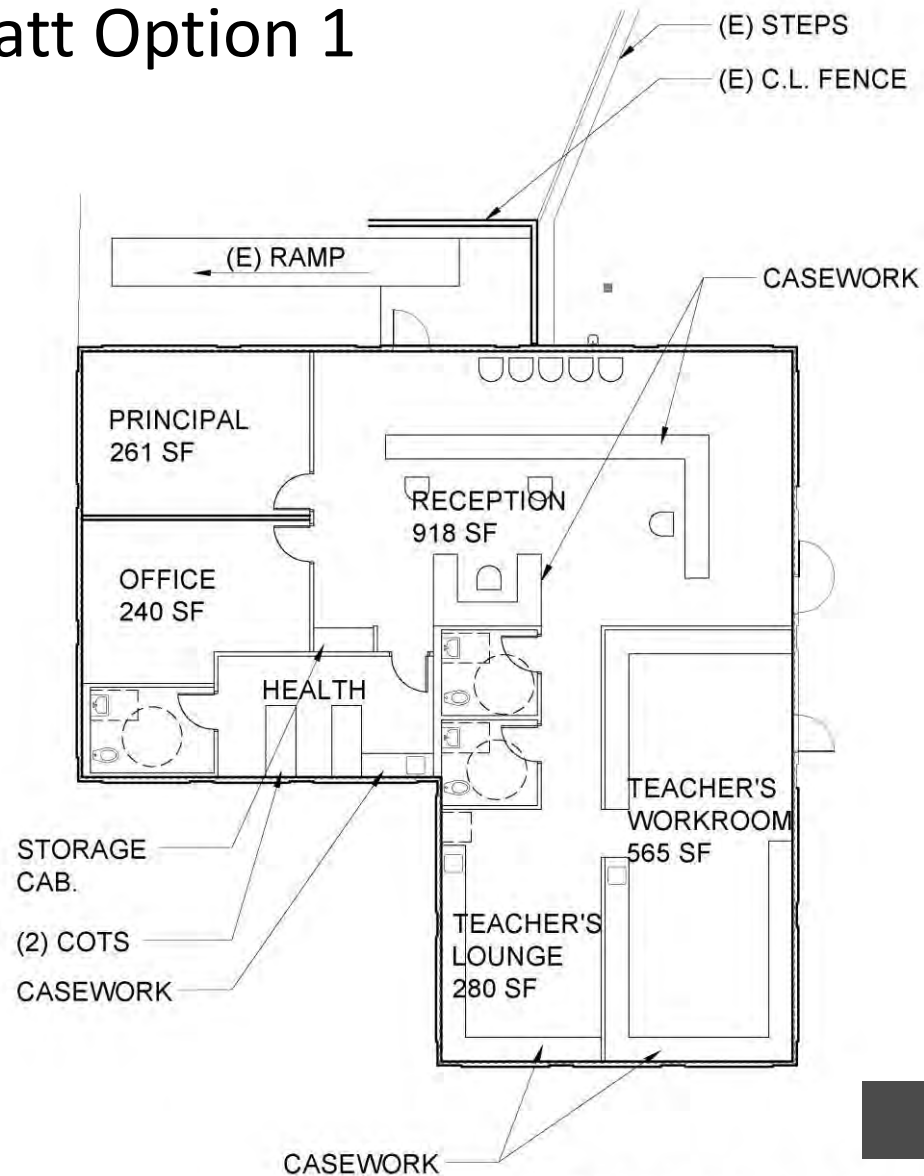 att Option 1
(E) STEPS
(E) C.L. FENCE
(E) RAMP
CASEWORK
PRINCIPAL
261 SF
RECEPTION
918 SF
OFFICE
240 SF
HEALTH
TEACHER'S
WORKROOM
565 SF
STORAGE
CAB.
(2) COTS
CASEWORK
TEACHER'S
LOUNGE
280 SF
CASEWORK